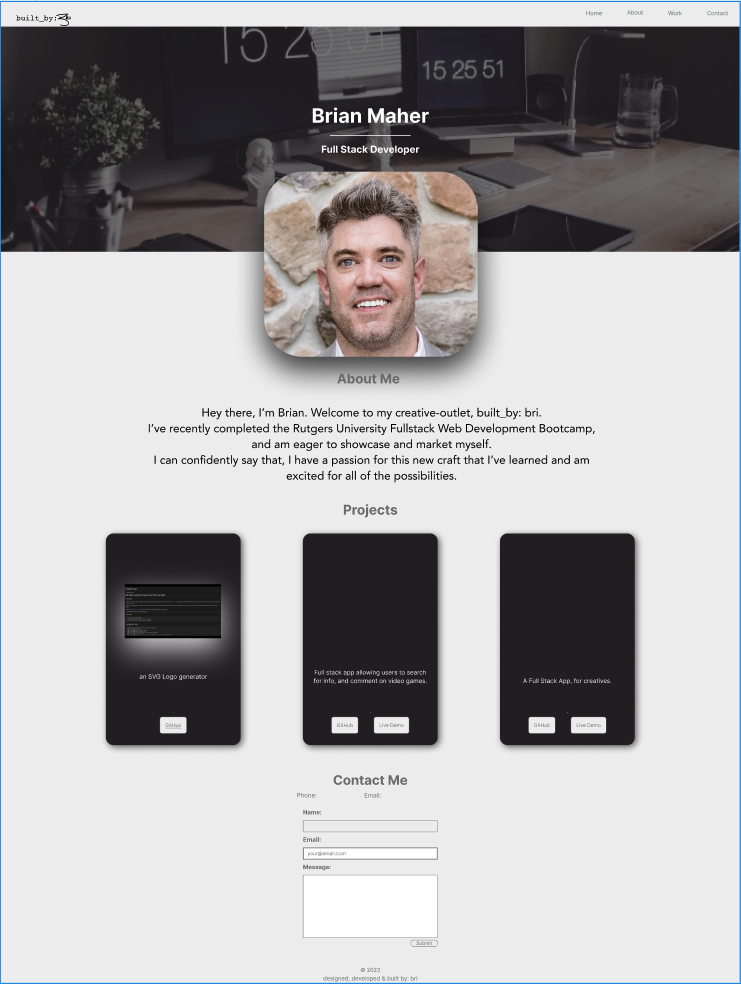 built_by:
Home About Work Contact
15 2
15 25 51
Brian Maher
Full Stack Developer
About Me
Hey there, I’m Brian. Welcome to my creative-outlet, built_by: bri.
I’ve recently completed the Rutgers University Fullstack Web Development Bootcamp,
and am eager to showcase and market myself.
I can confidently say that, I have a passion for this new craft that I’ve learned and am
excited for all of the possibilities.
Projects
an SVG Logo generator
GitHub
Full stack app allowing users to search
for info, and comment on video games.
GitHub Live Demo
A Full Stack App, for creatives.
GitHub Live Demo
Contact Me
Phone: Email:
Name:
Email:
your@email.com
Message:
Submit
© 2023
designed, developed & built by: bri